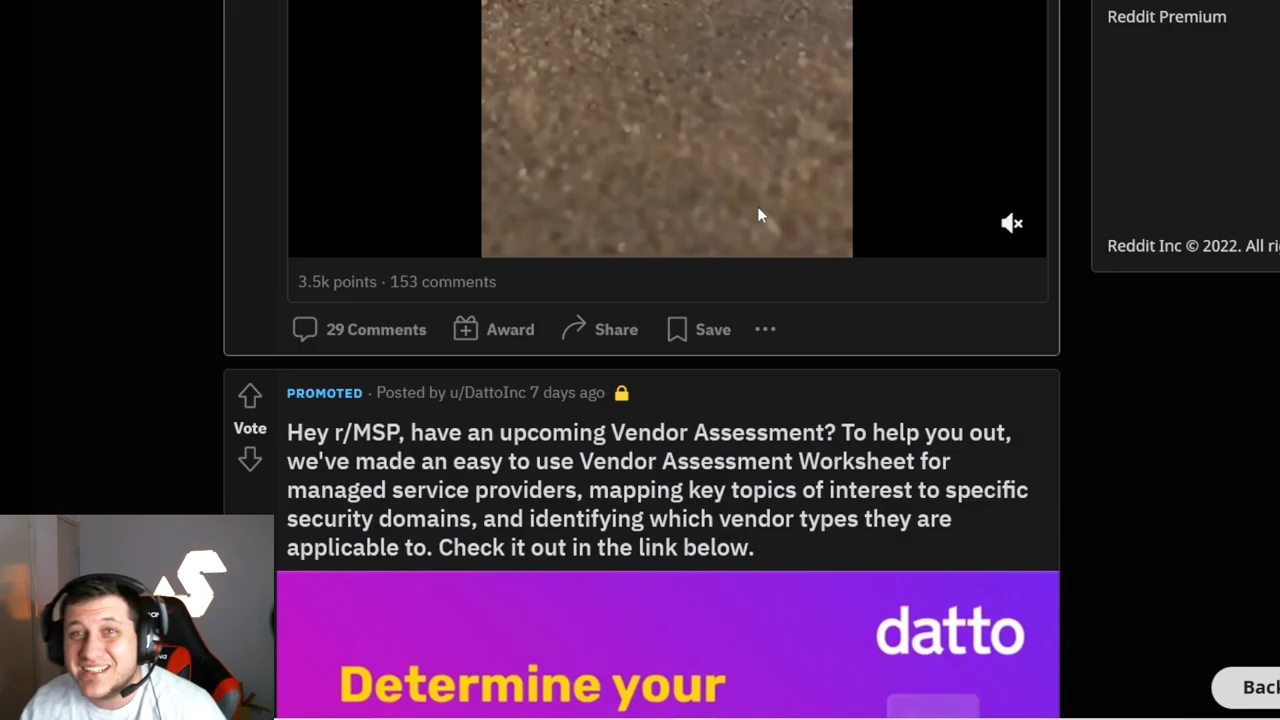 Reddit Premium
Reddit Inc © 2022. All ri
3.5k points · 153 comments
29 Comments Award Share Save
PROMOTED · Posted by u/DattoInc 7 days ago
Vote
Hey r/MSP, have an upcoming Vendor Assessment? To help you out,
we've made an easy to use Vendor Assessment Worksheet for
managed service providers, mapping key topics of interest to specific
security domains, and identifying which vendor types they are
applicable to. Check it out in the link below.
datto
Determine your
Back